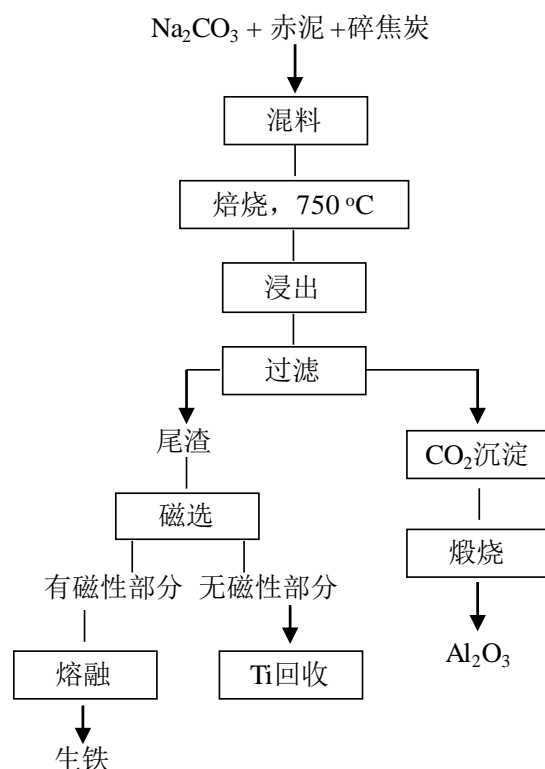 Na₂CO₃ + 赤泥 +碎焦炭
混料
焙烧，750 ℃
浸出
过滤
尾渣
CO₂沉淀
磁选
煅烧
有磁性部分 无磁性部分
Al₂O₃
熔融
Ti回收
生铁